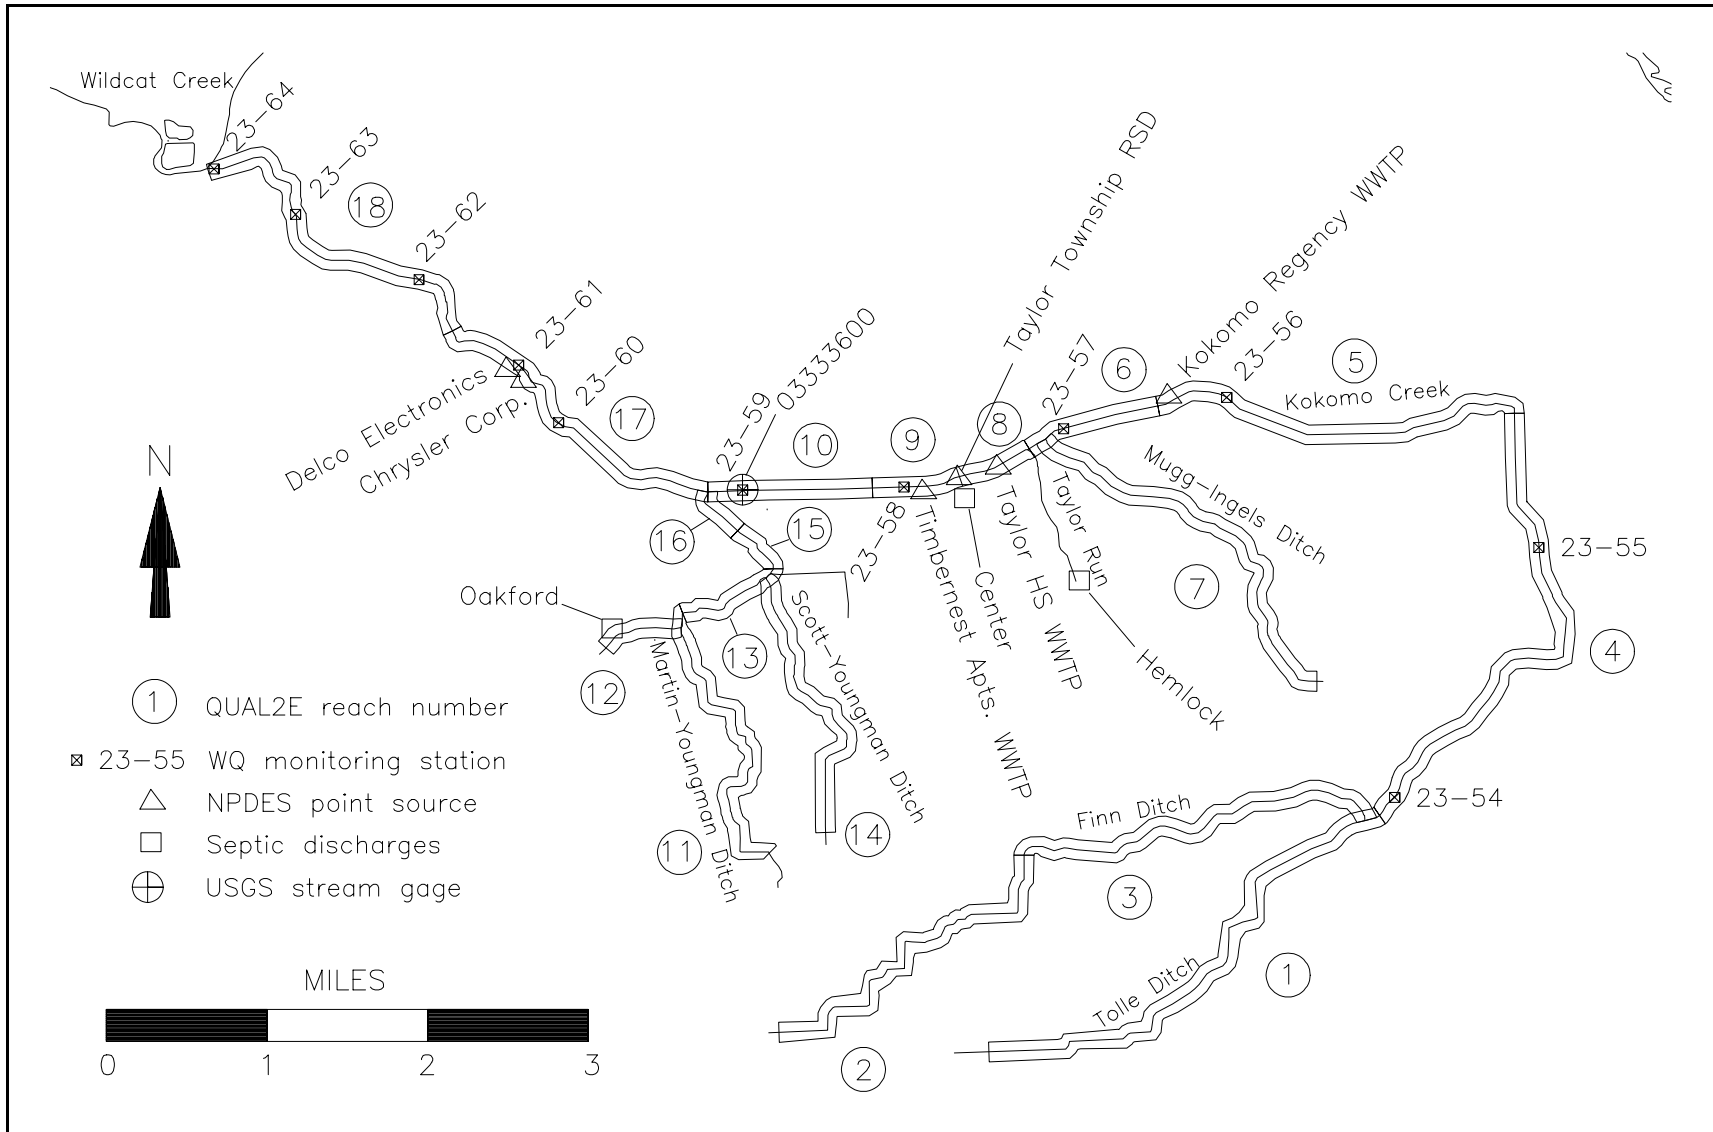 Wildcat Creek
23-64
23-63
18
23-62
23-61
23-60
Delco Electronics
Chrysler Corp.
17
23-59
03333600
10
9
8
Taylor Township RSD
23-57
6
Kokomo Regency WWTP
23-56
5
Kokomo Creek
Mugg-Ingels Ditch
7
23-55
4
23-54
N
16
15
23-58
Timbernest Apts. WWTP
Center
Taylor HS WWTP
Taylor Run
Hemlock
Oakford
12
13
Martin-Youngman Ditch
Scott-Youngman Ditch
11
14
Finn Ditch
3
Tolle Ditch
1
2
1 QUAL2E reach number
23-55 WQ monitoring station
NPDES point source
Septic discharges
USGS stream gage
MILES
0 1 2 3